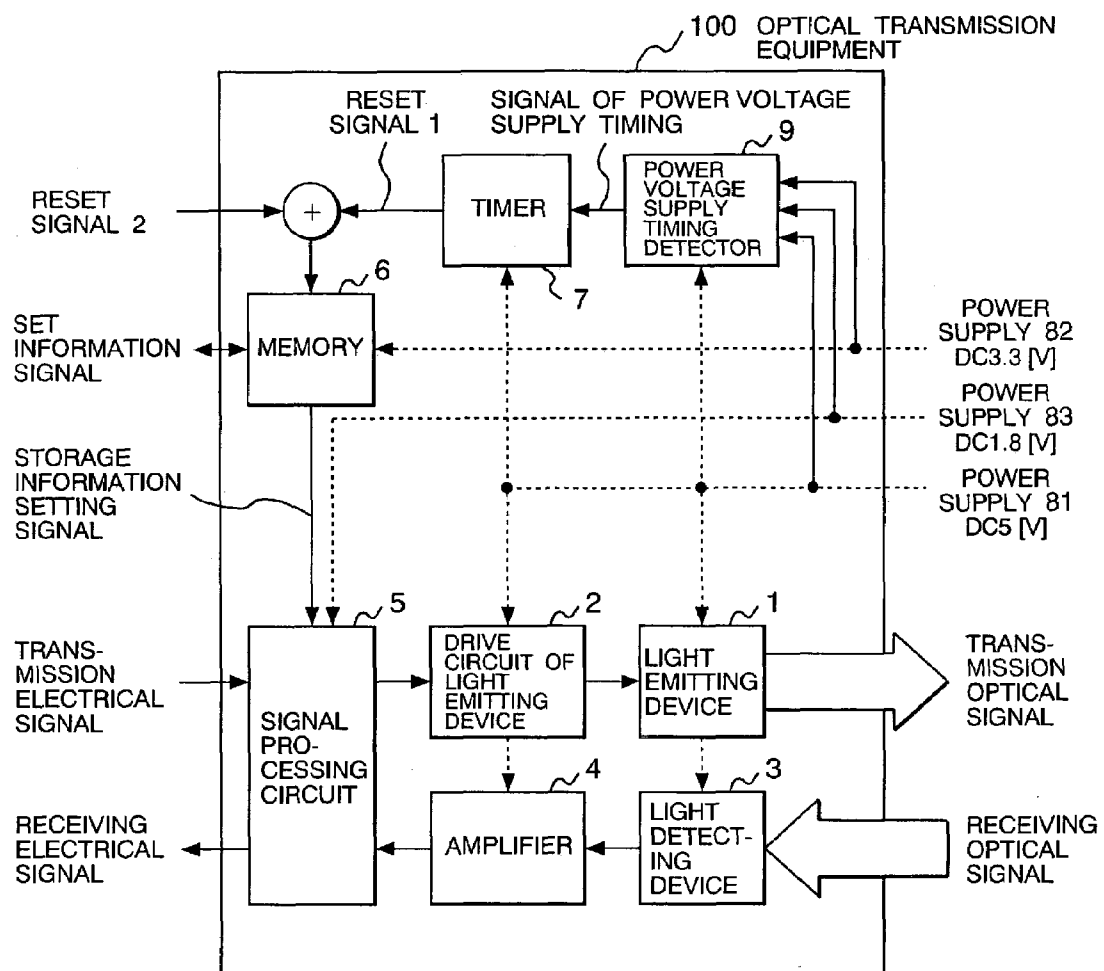 100 OPTICAL TRANSMISSION
EQUIPMENT
RESET
SIGNAL 1
SIGNAL OF POWER VOLTAGE
SUPPLY TIMING
9
RESET
SIGNAL 2
+
TIMER
7
POWER
VOLTAGE
SUPPLY
TIMING
DETECTOR
6
SET
INFORMATION
SIGNAL
MEMORY
POWER
SUPPLY 82
DC3.3 [V]
POWER
SUPPLY 83
DC1.8 [V]
STORAGE
INFORMATION
SETTING
SIGNAL
POWER
SUPPLY 81
DC5 [V]
5
2
1
TRANS-
MISSION
ELECTRICAL
SIGNAL
SIGNAL
PRO-
CESSING
CIRCUIT
DRIVE
CIRCUIT OF
LIGHT
EMITTING
DEVICE
LIGHT
EMITTING
DEVICE
TRANS-
MISSION
OPTICAL
SIGNAL
4
3
RECEIVING
ELECTRICAL
SIGNAL
AMPLIFIER
LIGHT
DETECT-
ING
DEVICE
RECEIVING
OPTICAL
SIGNAL